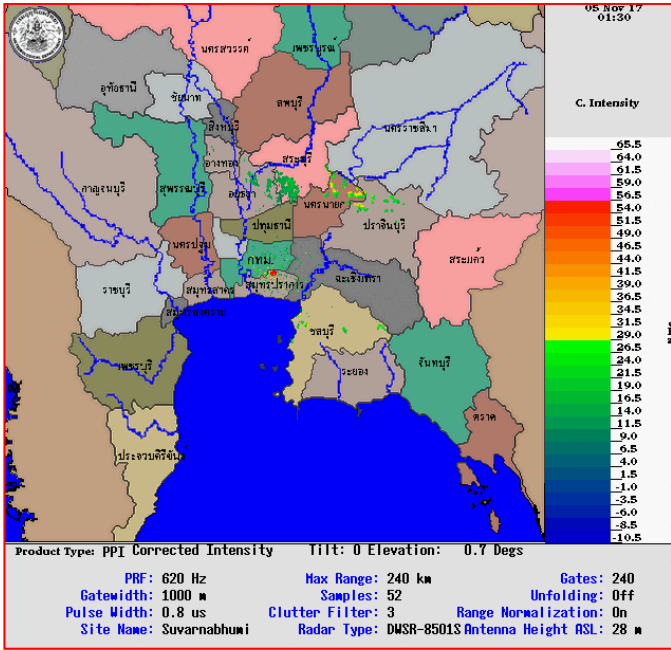 05 Nov 17
01:30
C. Intensity
65.5
64.0
61.5
59.0
56.5
54.0
51.5
49.0
46.5
44.0
41.5
39.0
36.5
34.0
31.5
29.0
26.5
24.0
21.5
19.0
16.5
14.0
11.5
9.0
6.5
4.0
1.5
-1.0
-3.5
-6.0
-8.5
-10.5
นครสวรรค์
เพชรบูรณ์
อุทัยธานี
ชัยนาท
ลพบุรี
สิงห์บุรี
นครราชสีมา
อ่างทอง
สระบุรี
กาญจนบุรี
สุพรรณบุรี
อยุธยา
นครนายก
ปราจีนบุรี
ปทุมธานี
นครปฐม
กทม.
สระแก้ว
ฉะเชิงเทรา
ราชบุรี
สมุทรสาคร
สมุทรปราการ
สมุทรสงคราม
ชลบุรี
เพชรบุรี
ระยอง
จันทบุรี
ตราด
ประจวบคีรีขันธ์
Product Type: PPI Corrected Intensity Tilt: 0 Elevation: 0.7 Degs
PRF: 620 Hz Max Range: 240 km Gates: 240
Gatewidth: 1000 m Samples: 52 Unfolding: Off
Pulse Width: 0.8 us Clutter Filter: 3 Range Normalization: On
Site Name: Suvarnabhumi Radar Type: DWSR-8501S Antenna Height ASL: 28 m